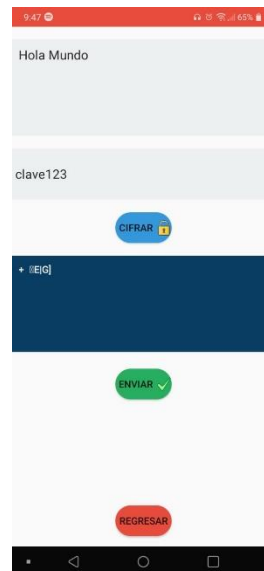 9:47
65%
Hola Mundo
clave123
CIFRAR
E|G]
ENVIAR
REGRESAR